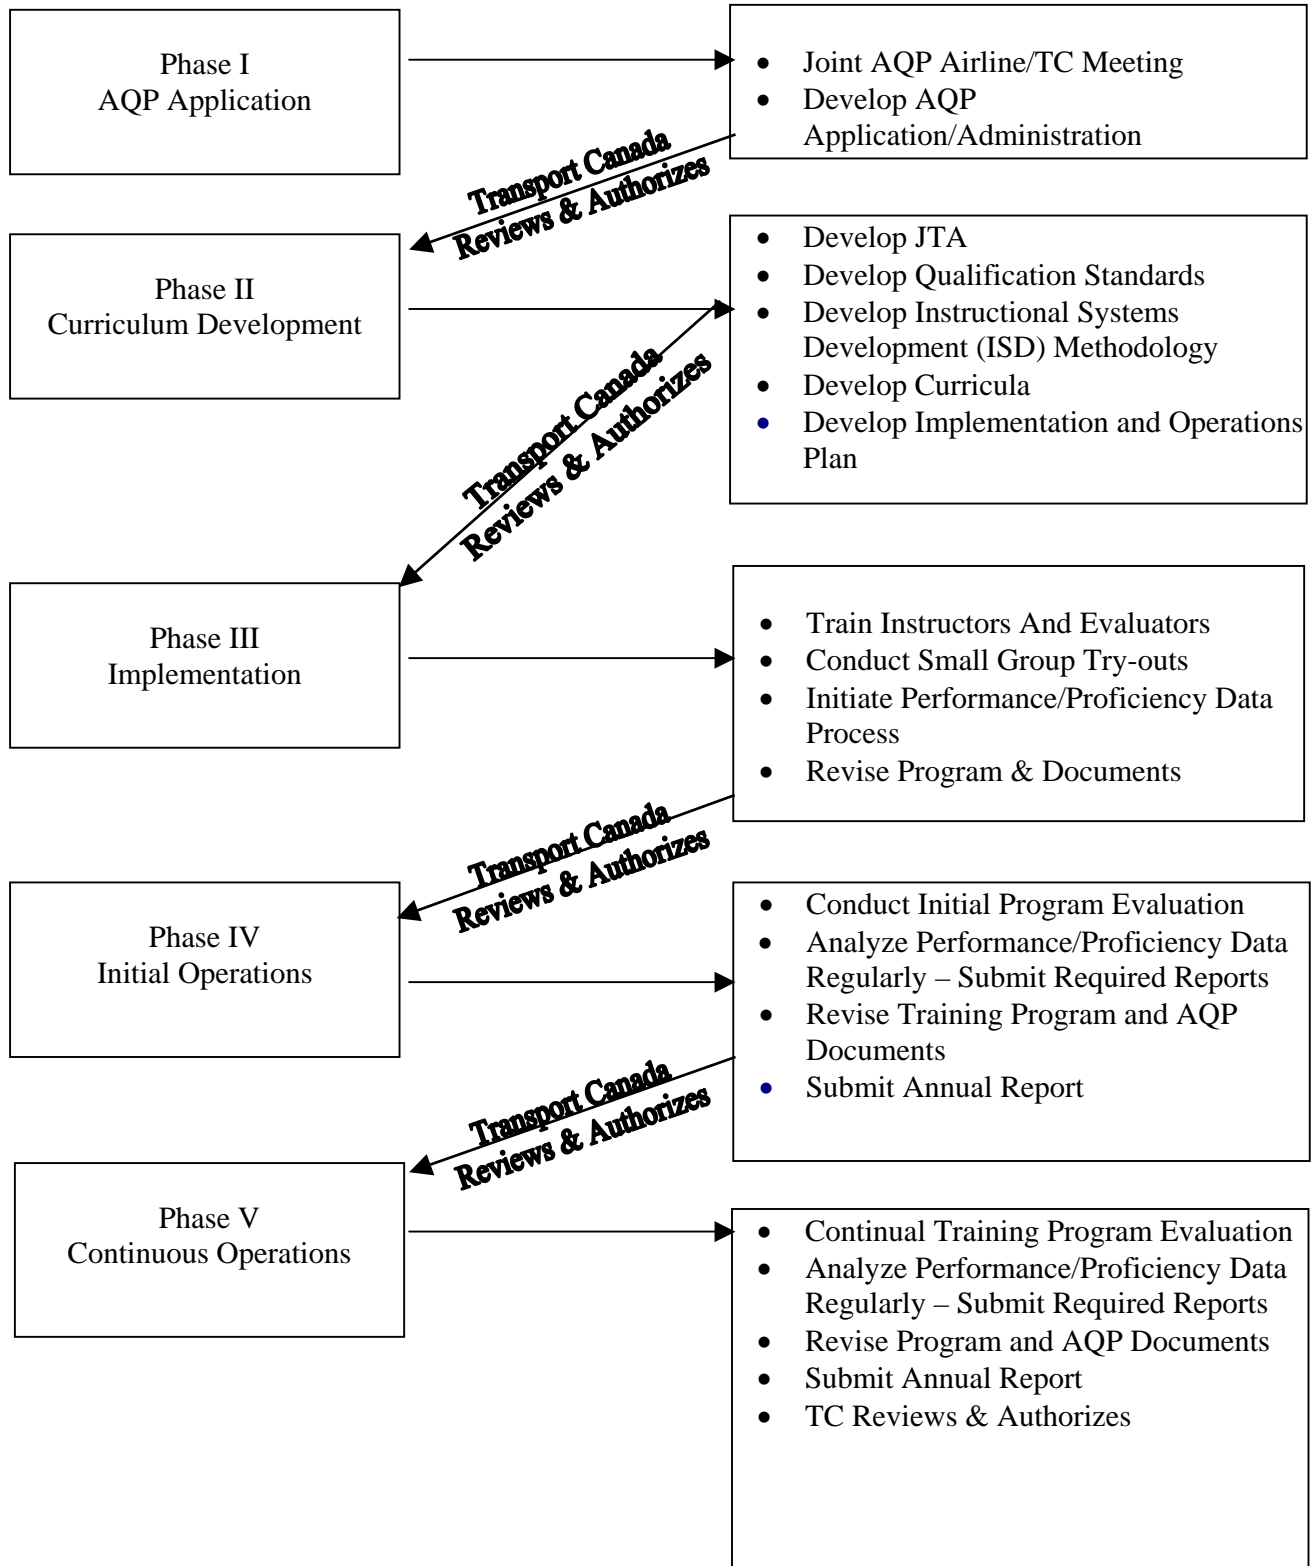 Phase I
AQP Application
• Joint AQP Airline/TC Meeting
• Develop AQP
Application/Administration
Transport Canada
Reviews & Authorizes
Phase II
Curriculum Development
• Develop JTA
• Develop Qualification Standards
• Develop Instructional Systems
Development (ISD) Methodology
• Develop Curricula
• Develop Implementation and Operations
Plan
Transport Canada
Reviews & Authorizes
Phase III
Implementation
• Train Instructors And Evaluators
• Conduct Small Group Try-outs
• Initiate Performance/Proficiency Data
Process
• Revise Program & Documents
Transport Canada
Reviews & Authorizes
Phase IV
Initial Operations
• Conduct Initial Program Evaluation
• Analyze Performance/Proficiency Data
Regularly – Submit Required Reports
• Revise Training Program and AQP
Documents
• Submit Annual Report
Transport Canada
Reviews & Authorizes
Phase V
Continuous Operations
• Continual Training Program Evaluation
• Analyze Performance/Proficiency Data
Regularly – Submit Required Reports
• Revise Program and AQP Documents
• Submit Annual Report
• TC Reviews & Authorizes